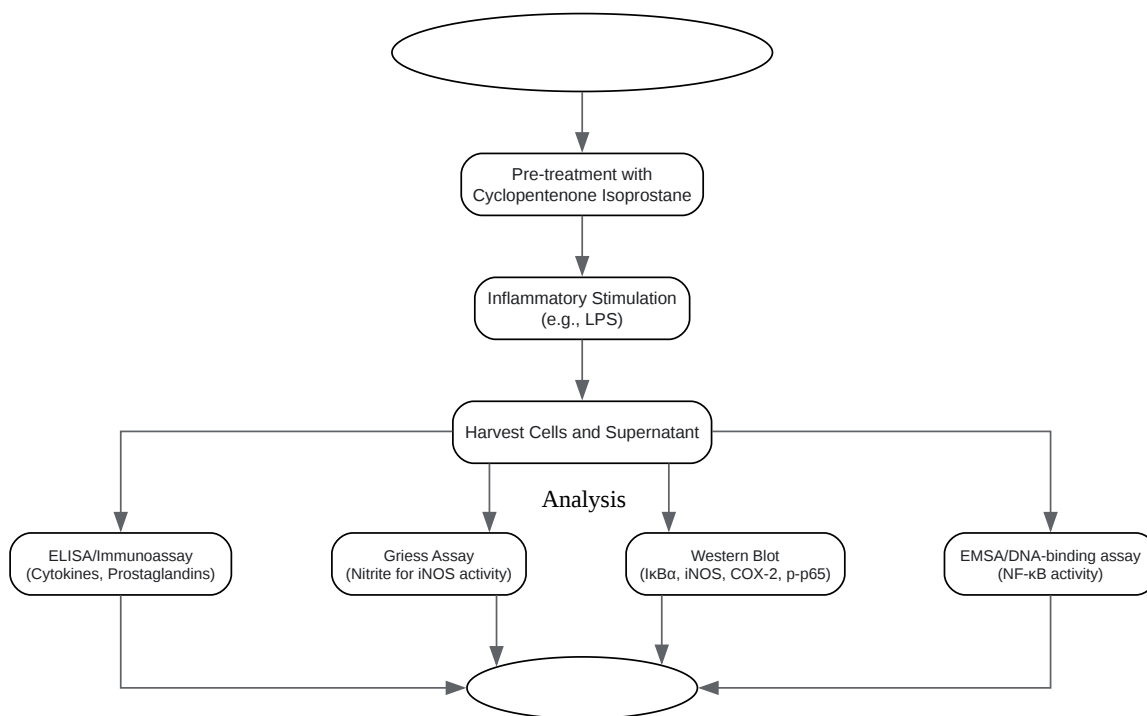 Pre-treatment with
Cyclopentenone Isoprostane
Inflammatory Stimulation
(e.g., LPS)
Harvest Cells and Supernatant
Analysis
ELISA/Immunoassay
(Cytokines, Prostaglandins)
Griess Assay
(Nitrite for iNOS activity)
Western Blot
(IκBα, iNOS, COX-2, p-p65)
EMSA/DNA-binding assay
(NF-κB activity)